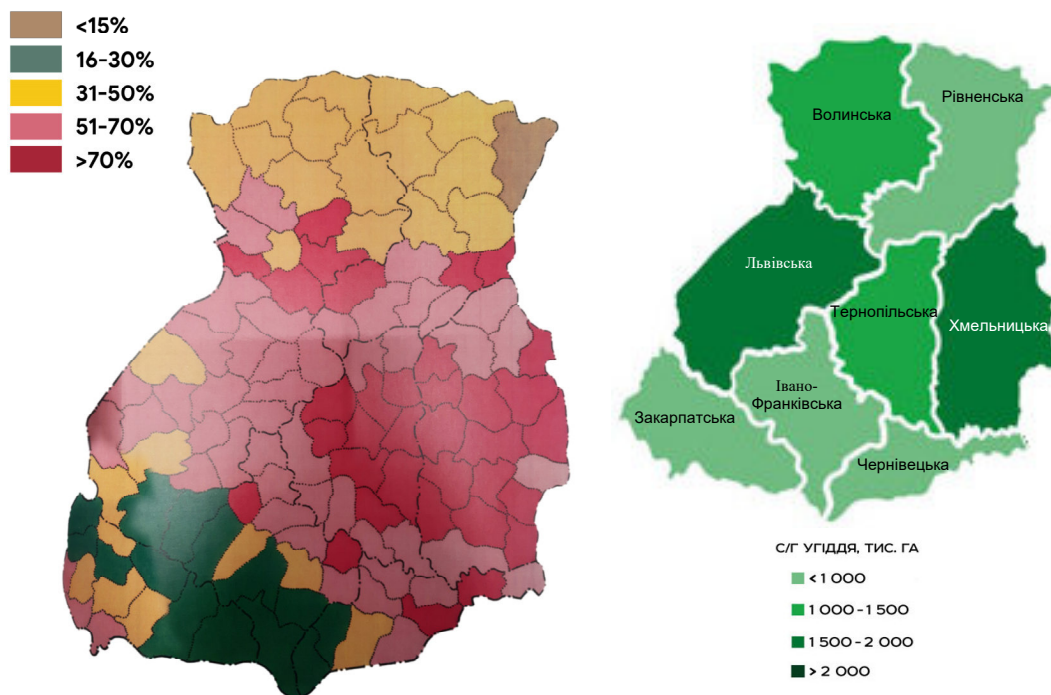 <15%
16-30%
31-50%
51-70%
>70%
Волинська
Рівненська
Львівська
Тернопільська
Хмельницька
Івано-
Франківська
Закарпатська
Чернівецька
С/Г УГІДДЯ, ТИС. ГА
< 1 000
1 000 - 1 500
1 500 - 2 000
> 2 000